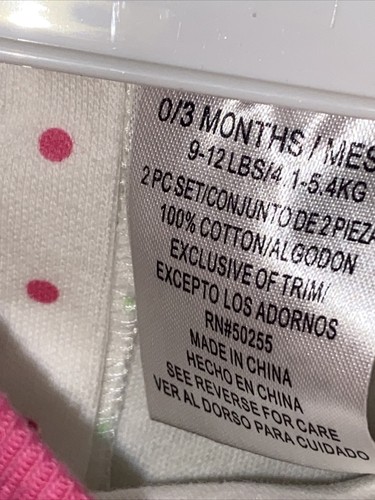 0/3 MONTHS / MES
9-12 LBS/4.1-5.4KG
2 PC SET/CONJUNTO DE 2 PIEZA
100% COTTON/ALGODON
EXCLUSIVE OF TRIM/
EXCEPTO LOS ADORNOS
RN#50255
MADE IN CHINA
HECHO EN CHINA
SEE REVERSE FOR CARE
VER AL DORSO PARA CUIDADO